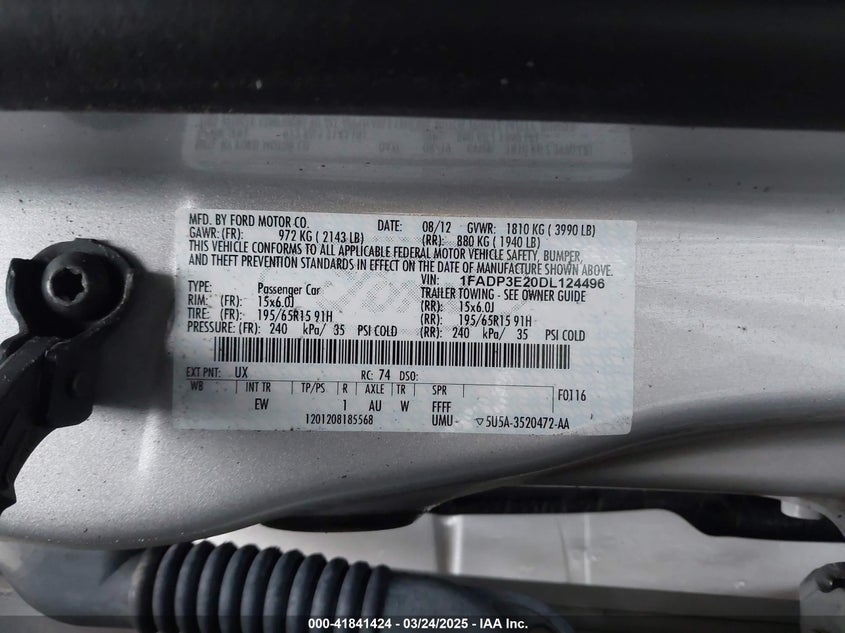 MFD. BY FORD MOTOR CO. DATE: 08/12 GVWR: 1810 KG ( 3990 LB)
GAWR: (FR): 972 KG ( 2143 LB) (RR): 880 KG ( 1940 LB)
THIS VEHICLE CONFORMS TO ALL APPLICABLE FEDERAL MOTOR VEHICLE SAFETY, BUMPER,
AND THEFT PREVENTION STANDARDS IN EFFECT ON THE DATE OF MANUFACTURE SHOWN ABOVE.
VIN: 1FADP3E20DL124496
TYPE: Passenger Car TRAILER TOWING - SEE OWNER GUIDE
RIM: (FR): 15x6.0J (RR): 15x6.0J
TIRE: (FR): 195/65R15 91H (RR): 195/65R15 91H
PRESSURE: (FR): 240 kPa/ 35 PSI COLD (RR): 240 kPa/ 35 PSI COLD
EXT PNT: UX RC: 74 DSO:
WB INT TR TP/PS R AXLE TR SPR F0116
EW 1 AU W FFFF
1201208185568 UMU- ▽5U5A-3520472-AA
000-41841424 - 03/24/2025 - IAA Inc.